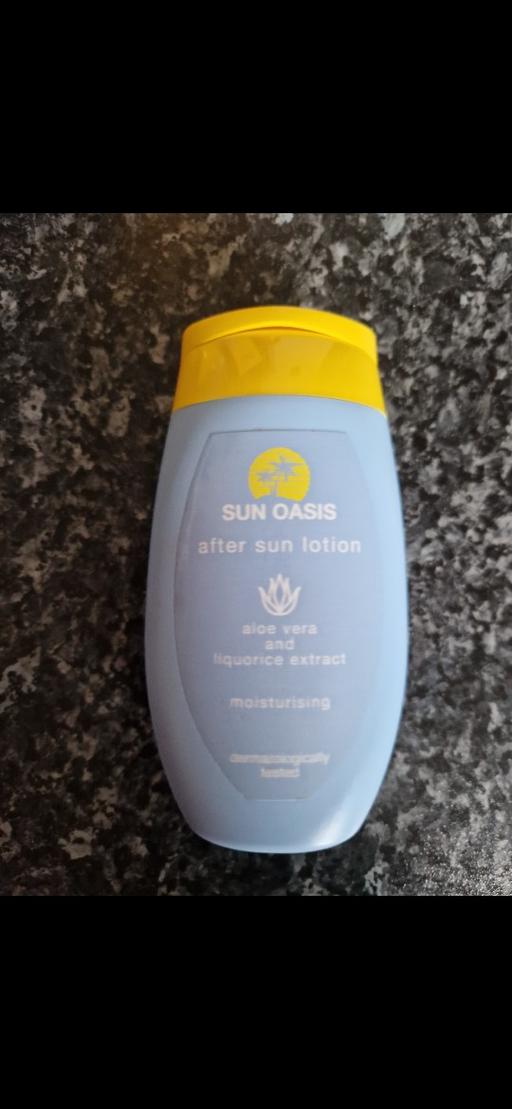 SUN OASIS
after sun lotion
aloe vera
and
liquorice extract
moisturising
dermatologically
tested